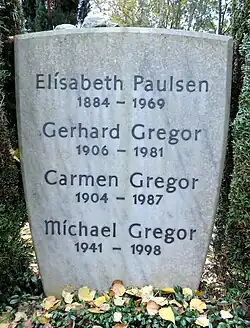 Elisabeth Paulsen
1884 – 1969
Gerhard Gregor
1906 – 1981
Carmen Gregor
1904 – 1987
Michael Gregor
1941 – 1998